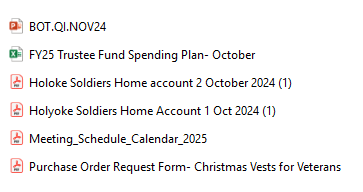 BOT.QI.NOV24
FY25 Trustee Fund Spending Plan- October
Holoke Soldiers Home account 2 October 2024 (1)
Holyoke Soldiers Home Account 1 Oct 2024 (1)
Meeting_Schedule_Calendar_2025
Purchase Order Request Form- Christmas Vests for Veterans